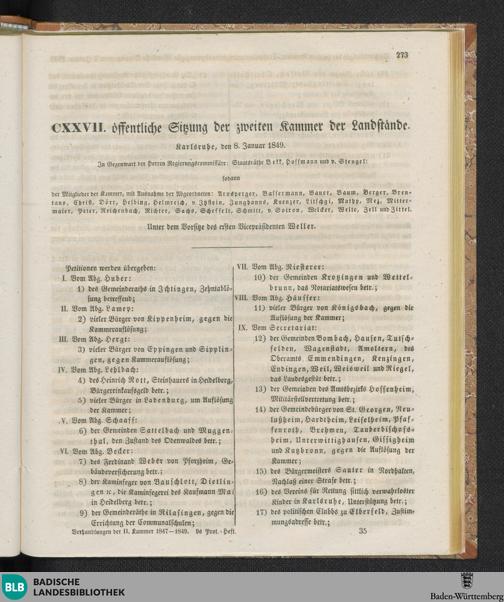 273
CXXVII. öffentliche Sitzung der zweiten Kammer der Landstände.
Karlsruhe, den 8. Januar 1849.
In Gegenwart der Herren Regierungskommissäre: Staatsräthe Bekk, Hoffmann und v. Stengel:
sodann
der Mitglieder der Kammer, mit Ausnahme der Abgeordneten: Arnsperger, Bassermann, Bauer, Baum, Berger, Bren-
tano, Christ, Dörr, Helbing, Helmreich, v. Itzstein, Junghanns, Kuenzer, Litschgi, Mathy, Mez, Mitter-
maier, Peter, Reichenbach, Richter, Sachs, Scheffelt, Schmitt, v. Soiron, Welcker, Welte, Zell und Zittel.
Unter dem Vorsitze des ersten Vicepräsidenten Weller.
Petitionen werden übergeben:
I. Vom Abg. Huber:
1) des Gemeinderaths in Ichtingen, Zehntablö-
sung betreffend;
II. Vom Abg. Lamey:
2) vieler Bürger von Kippenheim, gegen die
Kammerauflösung;
III. Vom Abg. Hergt:
3) vieler Bürger von Eppingen und Sipplin-
gen, gegen Kammerauflösung;
IV. Vom Abg. Lehlbach:
4) des Heinrich Rott, Steinhauers in Heidelberg,
Bürgereinkaufsgeld betr.;
5) vieler Bürger in Ladenburg, um Auflösung
der Kammer;
V. Vom Abg. Schaaff:
6) der Gemeinden Sattelbach und Muggen-
thal, den Zustand des Odenwaldes betr.;
VI. Vom Abg. Böcker:
7) des Ferdinand Weber von Pforzheim, Ge-
bäudeversicherung betr.;
8) der Kaminfeger von Bauschlott, Dietlin-
gen ꝛc., die Kaminfegerei des Kaufmann Mai
in Heidelberg betr.;
9) der Gemeinderäthe in Rilasingen, gegen die
Errichtung der Communalschulen;
Verhandlungen der II. Kammer 1847—1849. 9s Prot.-Heft.
VII. Vom Abg. Kiefer:
10) der Gemeinden Krotzingen und Wettel-
brunn, das Notariatswesen betr.;
VIII. Vom Abg. Häusser:
11) vieler Bürger von Königsbach, gegen die
Auflösung der Kammer;
IX. Vom Secretariat:
12) der Gemeinden Bombach, Hausen, Tutsch-
felden, Wagenstadt, Amoltern, des
Oberamts Emmendingen, Kenzingen,
Endingen, Weil, Weisweil und Riegel,
das Landesgestüt betr.;
13) der Gemeinden des Amtsbezirks Hoffenheim,
Militärstellvertretung betr.;
14) der Gemeindebürger von St. Georgen, Neu-
lußheim, Hardtheim, Leiselheim, Pfaf-
fenroth, Brehmen, Tauberbischofs-
heim, Unterwittighausen, Gissigheim
und Kuzbronn, gegen die Auflösung der
Kammer;
15) des Bürgermeisters Sauter in Nordhalten,
Nachlaß einer Strafe betr.;
16) des Vereins für Rettung sittlich verwahrloster
Kinder in Karlsruhe, Unterstützung betr.;
17) des politischen Clubbs zu Elberfeld, Zustim-
mungsadresse betr.;
35
BLB
BADISCHE
LANDESBIBLIOTHEK
Baden-Württemberg